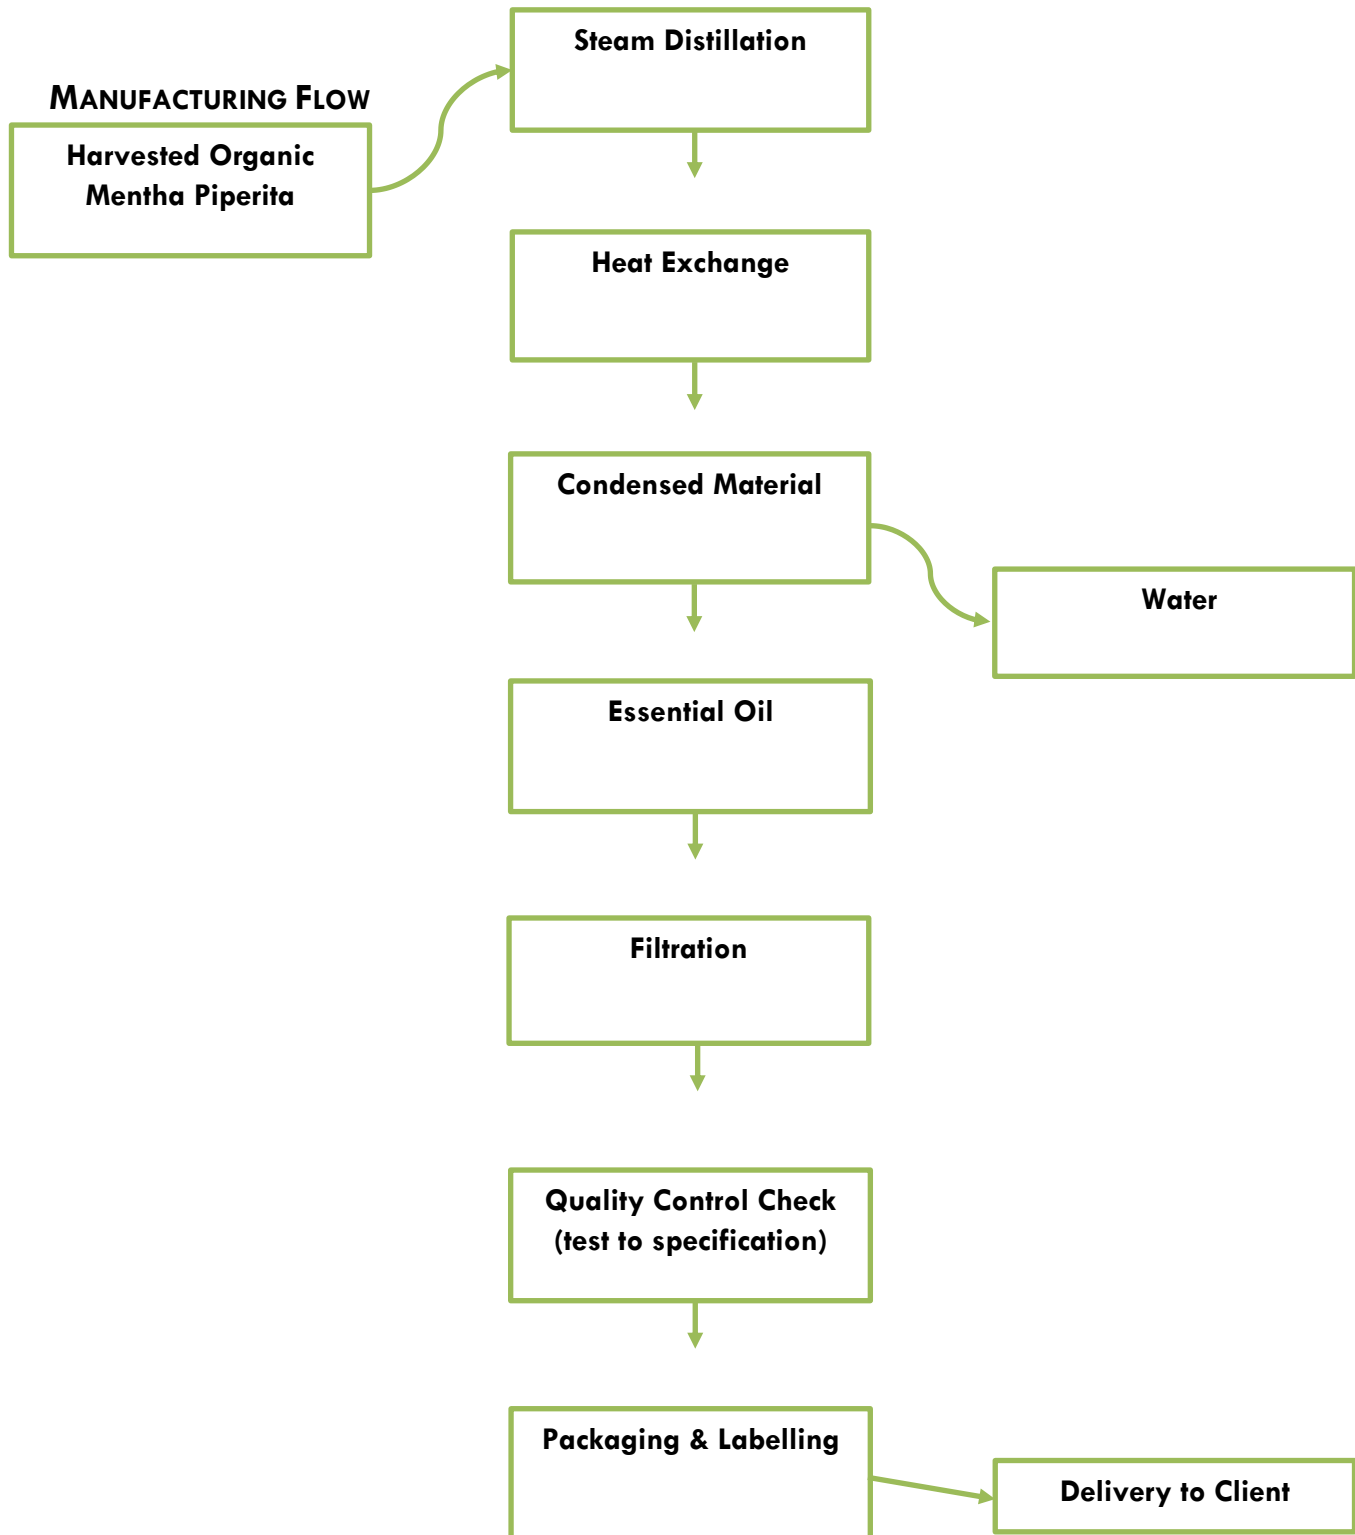 MANUFACTURING FLOW
Harvested Organic
Mentha Piperita
Steam Distillation
Heat Exchange
Condensed Material
Water
Essential Oil
Filtration
Quality Control Check
(test to specification)
Packaging & Labelling
Delivery to Client